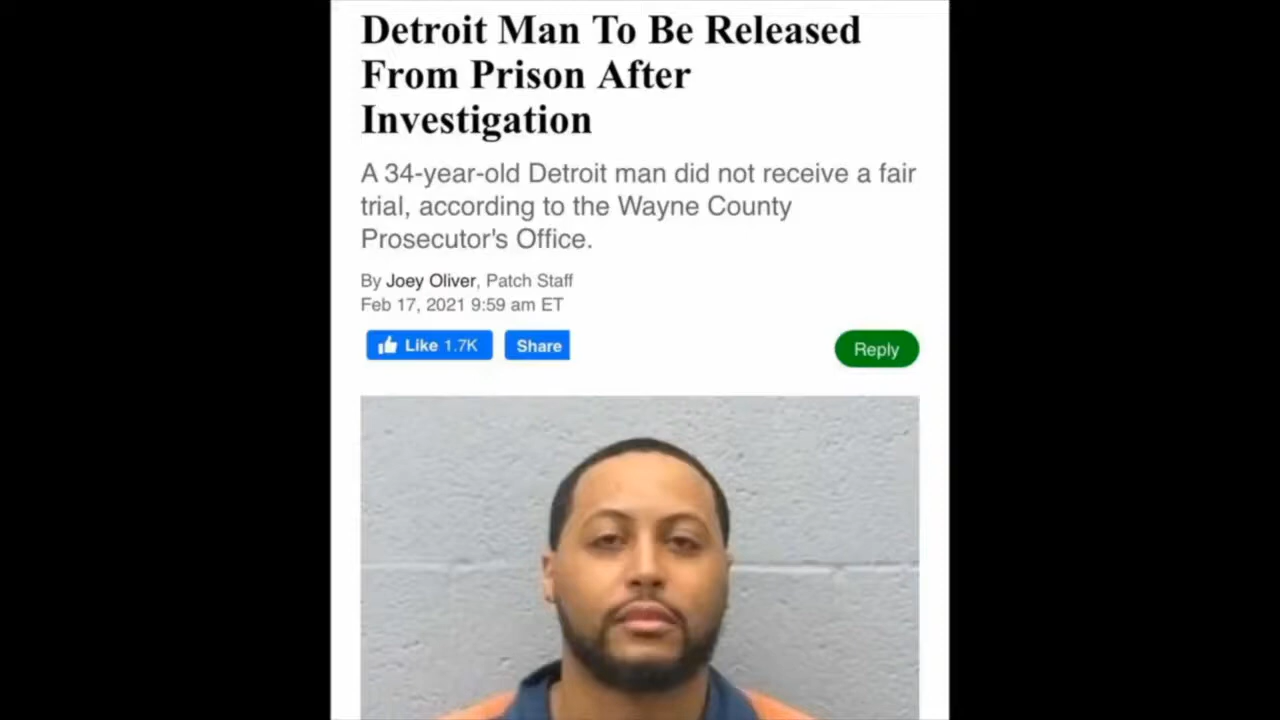 Detroit Man To Be Released
From Prison After
Investigation
A 34-year-old Detroit man did not receive a fair
trial, according to the Wayne County
Prosecutor's Office.
By Joey Oliver, Patch Staff
Feb 17, 2021 9:59 am ET
Like 1.7K Share Reply